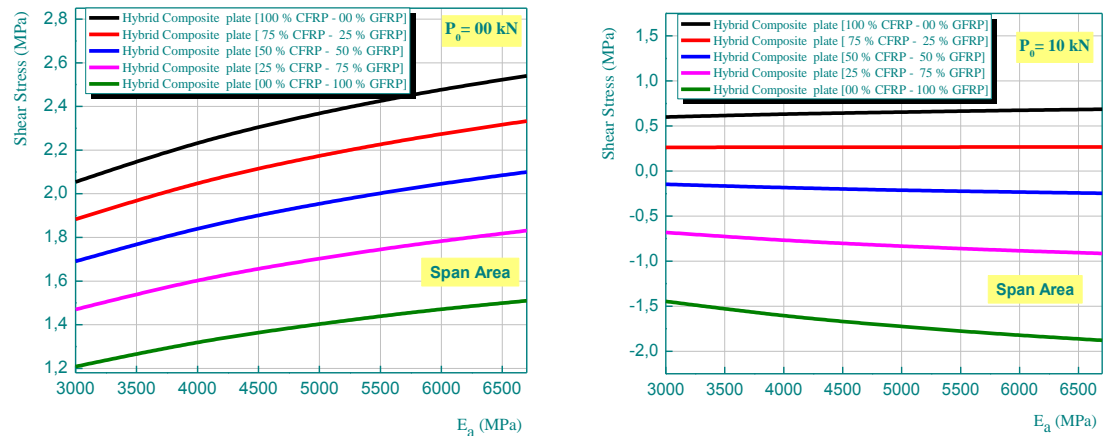 Hybrid Composite plate [100 % CFRP - 00 % GFRP]
Hybrid Composite plate [ 75 % CFRP - 25 % GFRP]
Hybrid Composite plate [50 % CFRP - 50 % GFRP]
Hybrid Composite plate [25 % CFRP - 75 % GFRP]
Hybrid Composite plate [00 % CFRP - 100 % GFRP]
P0= 00 kN
Shear Stress (MPa)
2,8
2,6
2,4
2,2
2,0
1,8
1,6
1,4
1,2
Span Area
3000 3500 4000 4500 5000 5500 6000 6500
Ea (MPa)
Hybrid Composite plate [100 % CFRP - 00 % GFRP]
Hybrid Composite plate [ 75 % CFRP - 25 % GFRP]
Hybrid Composite plate [50 % CFRP - 50 % GFRP]
Hybrid Composite plate [25 % CFRP - 75 % GFRP]
Hybrid Composite plate [00 % CFRP - 100 % GFRP]
P0= 10 kN
Shear Stress (MPa)
1,5
1,0
0,5
0,0
-0,5
-1,0
-1,5
-2,0
Span Area
3000 3500 4000 4500 5000 5500 6000 6500
Ea (MPa)